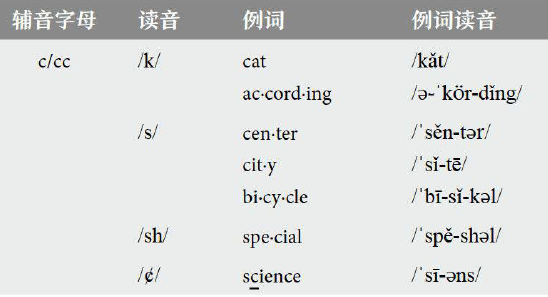 辅音字母 读音 例词 例词读音
c/cc /k/ cat /kăt/
ac·cord·ing /ə-ˈkör-dĭng/
/s/ cen·ter /ˈsĕn-tər/
cit·y /ˈsĭ-tē/
bi·cy·cle /ˈbī-sĭ-kəl/
/sh/ spe·cial /ˈspĕ-shəl/
/ȼ/ science /ˈsī-əns/